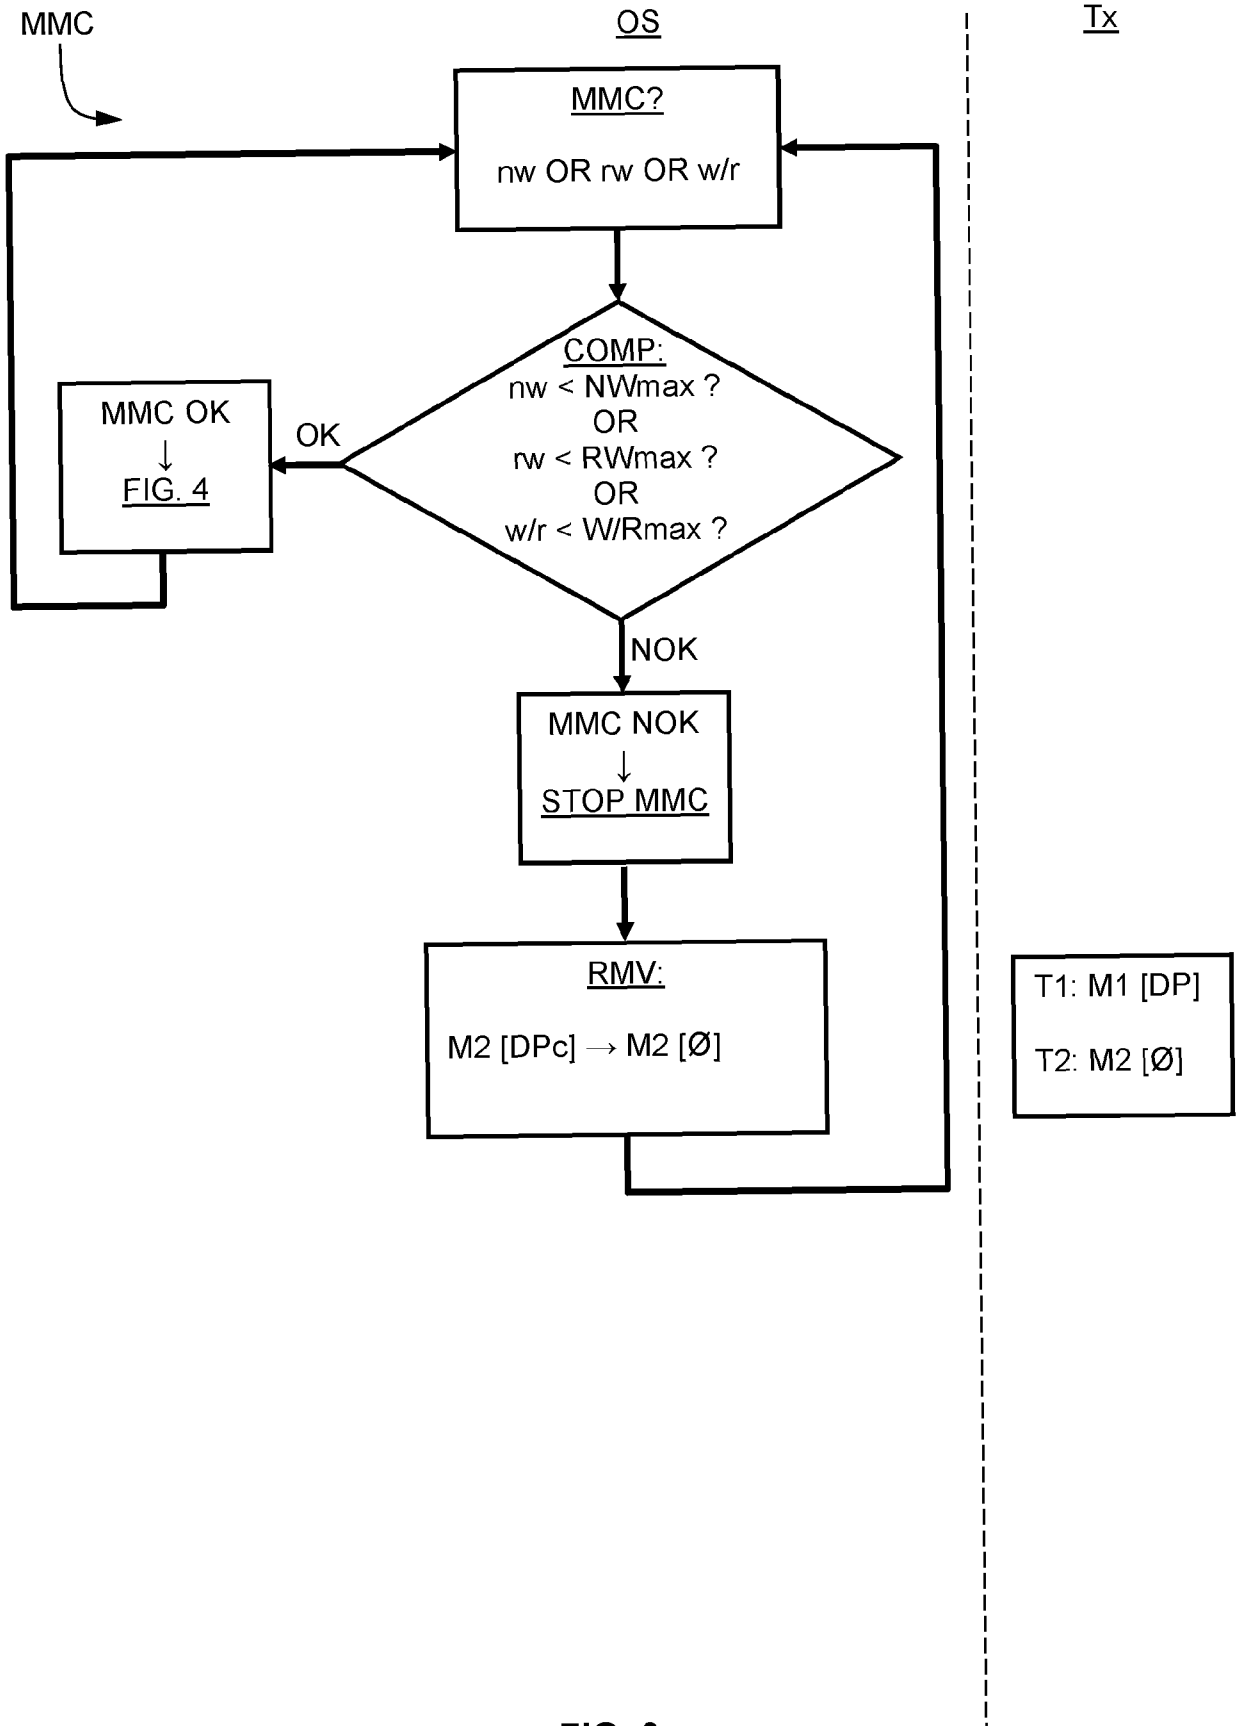 MMC
OS
Tx
MMC?
nw OR rw OR w/r
COMP:
nw < NWmax ?
OR
rw < RWmax ?
OR
w/r < W/Rmax ?
OK
MMC OK
↓
FIG. 4
NOK
MMC NOK
↓
STOP MMC
RMV:
M2 [DPc] → M2 [Ø]
T1: M1 [DP]
T2: M2 [Ø]